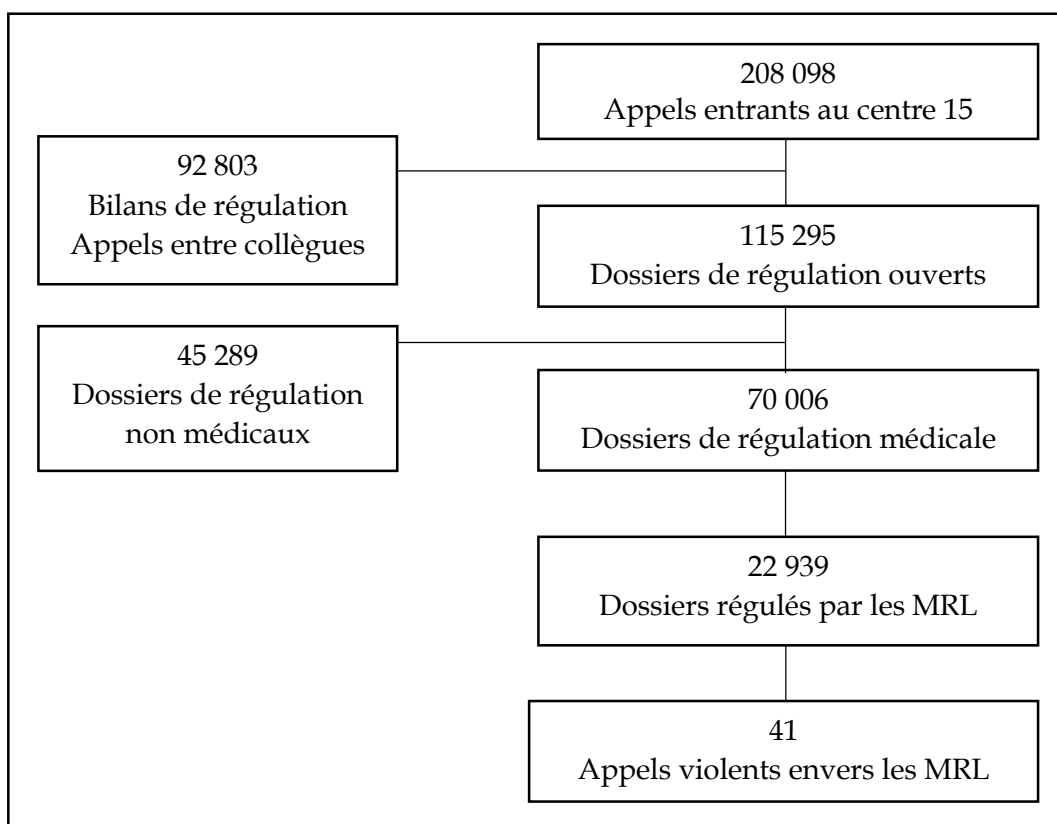 208 098
Appels entrants au centre 15
92 803
Bilans de régulation
Appels entre collègues
115 295
Dossiers de régulation ouverts
45 289
Dossiers de régulation
non médicaux
70 006
Dossiers de régulation médicale
22 939
Dossiers régulés par les MRL
41
Appels violents envers les MRL